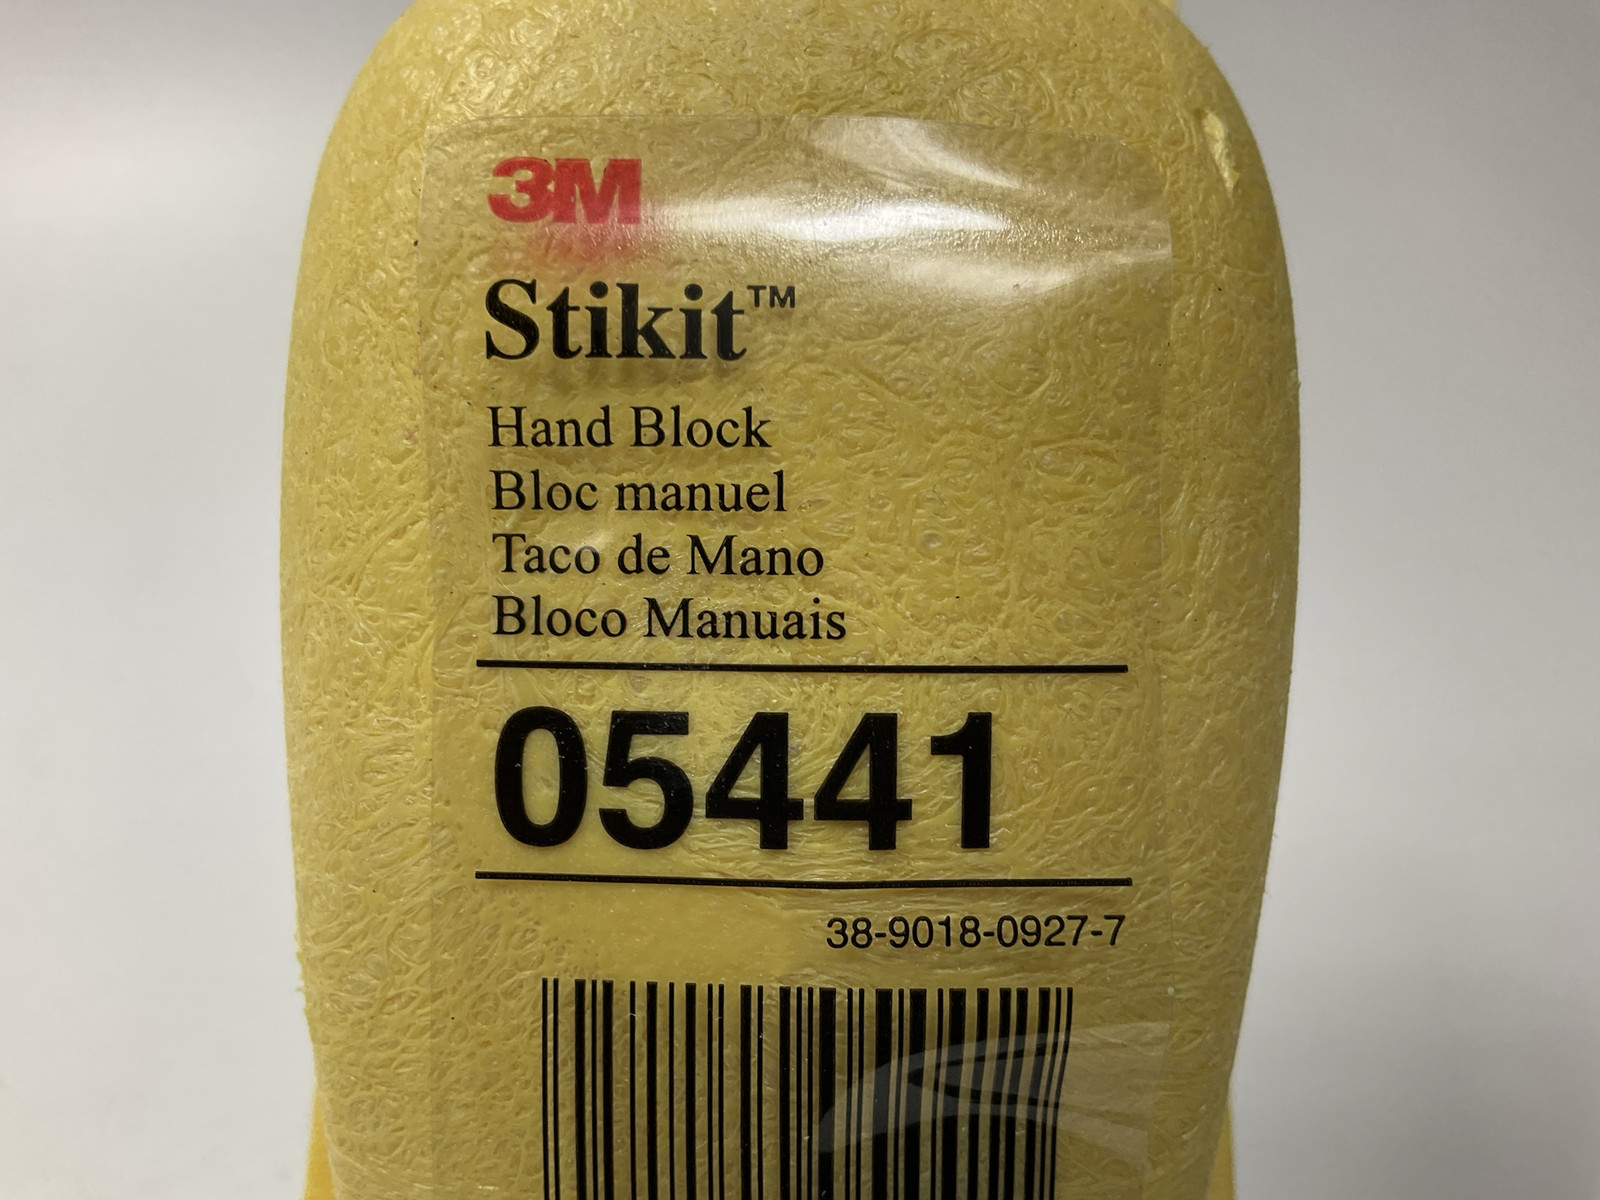 3M
Stikit™
Hand Block
Bloc manuel
Taco de Mano
Bloco Manuais
05441
38-9018-0927-7